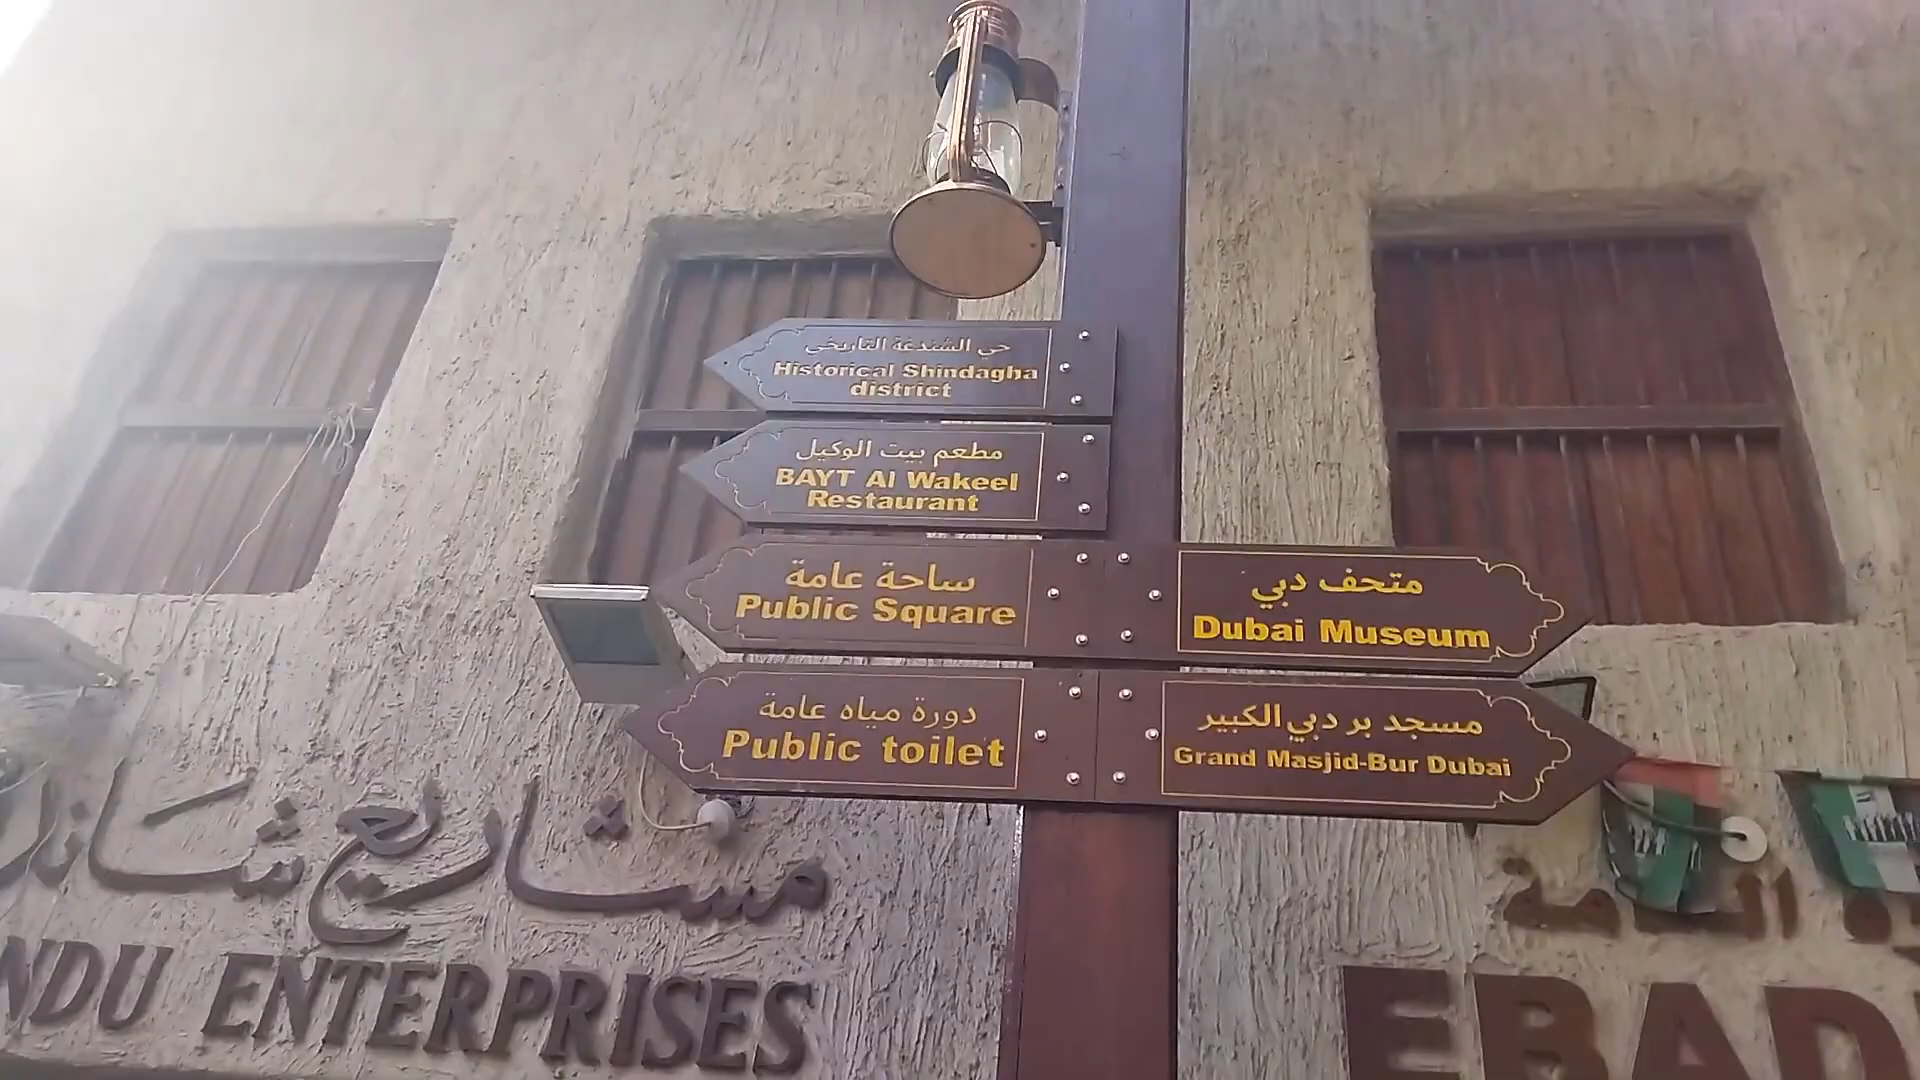 حي الشندغة التاريخي
Historical Shindagha
district
مطعم بيت الوكيل
BAYT Al Wakeel
Restaurant
ساحة عامة
Public Square
متحف دبي
Dubai Museum
دورة مياه عامة
Public toilet
مسجد بر دبي الكبير
Grand Masjid-Bur Dubai
مشاريع
NDU ENTERPRISES
EBAD